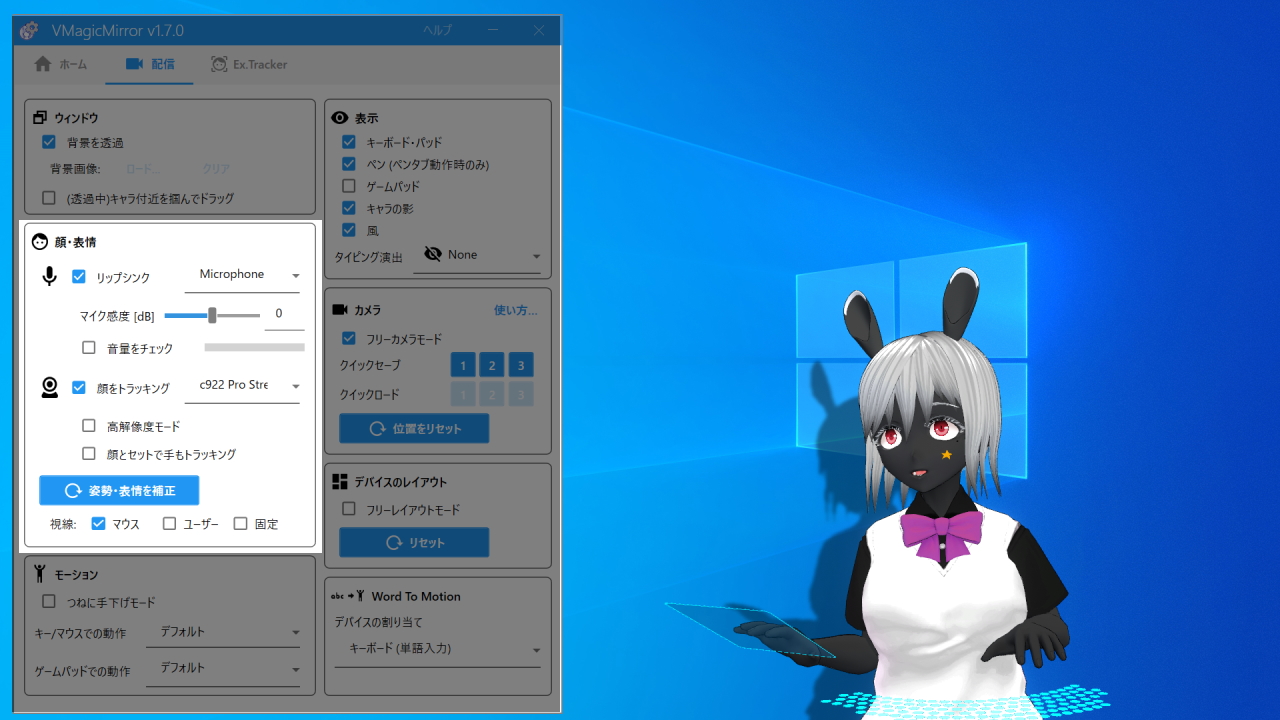 VMagicMirror v1.7.0
ヘルプ
ホーム
配信
Ex.Tracker
ウィンドウ
背景を透過
背景画像:
ロード...
クリア
(透過中)キャラ付近を掴んでドラッグ
顔・表情
リップシンク
Microphone
マイク感度 [dB]
0
音量をチェック
顔をトラッキング
c922 Pro Stre
高解像度モード
顔とセットで手もトラッキング
姿勢・表情を補正
視線:
マウス
ユーザー
固定
モーション
つねに手下げモード
キー/マウスでの動作
デフォルト
ゲームパッドでの動作
デフォルト
表示
キーボード・パッド
ペン (ペンタブ動作時のみ)
ゲームパッド
キャラの影
風
タイピング演出
None
カメラ
使い方...
フリーカメラモード
クイックセーブ
1 2 3
クイックロード
1 2 3
位置をリセット
デバイスのレイアウト
フリーレイアウトモード
リセット
abc
Word To Motion
デバイスの割り当て
キーボード (単語入力)